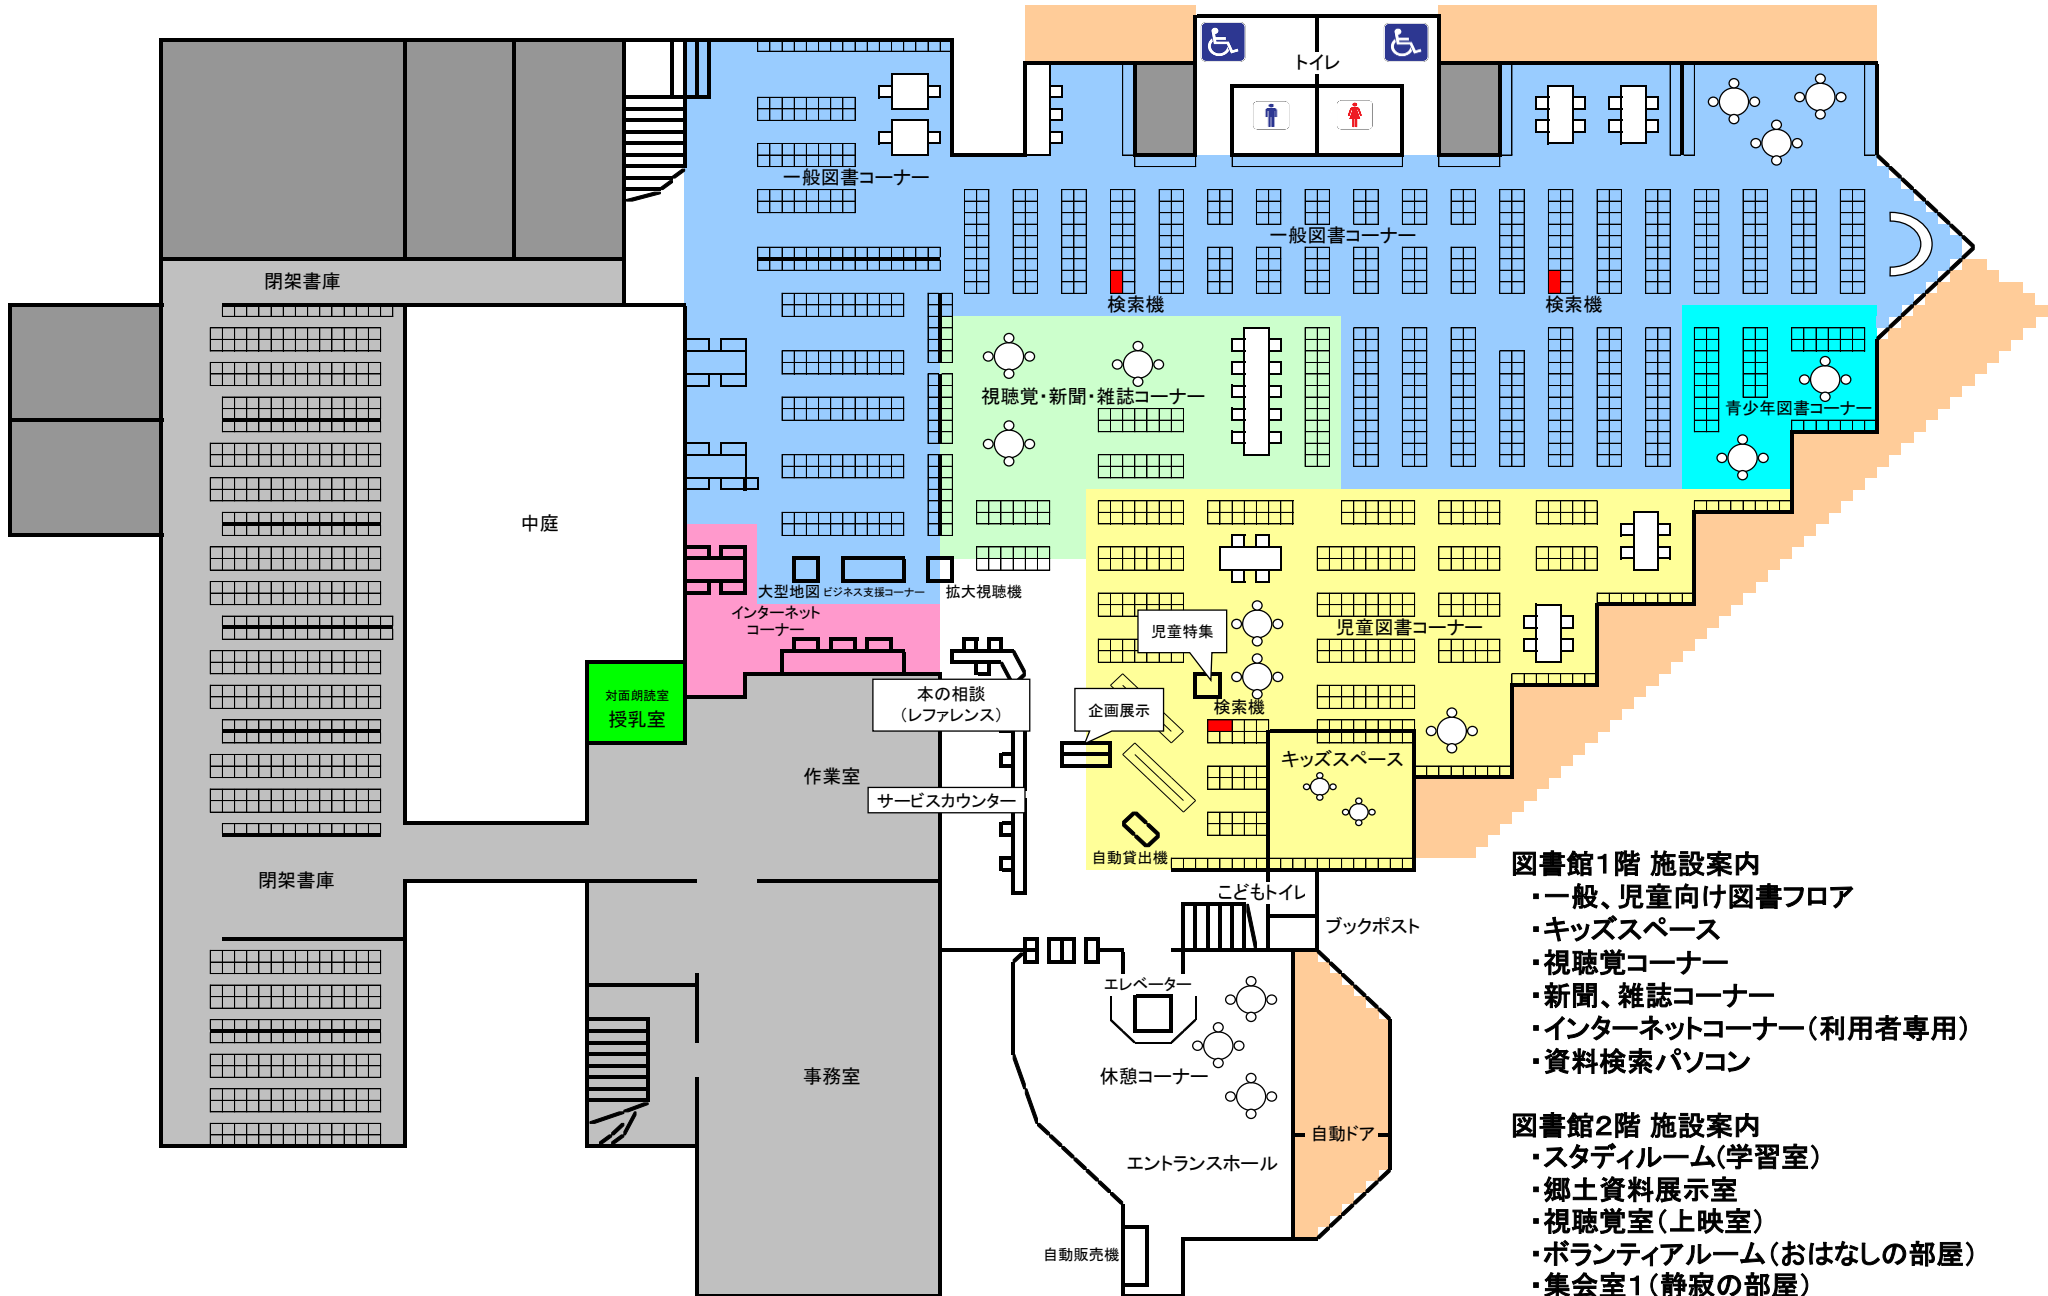 トイレ
一般図書コーナー
一般図書コーナー
閉架書庫
検索機
検索機
視聴覚・新聞・雑誌コーナー
青少年図書コーナー
中庭
大型地図
ビジネス支援コーナー
拡大視聴機
インターネット
コーナー
児童特集
児童図書コーナー
対面朗読室
授乳室
本の相談
（レファレンス）
企画展示
検索機
キッズスペース
作業室
サービスカウンター
自動貸出機
閉架書庫
こどもトイレ
ブックポスト
エレベーター
休憩コーナー
事務室
自動ドア
エントランスホール
自動販売機
図書館１階 施設案内
・一般、児童向け図書フロア
・キッズスペース
・視聴覚コーナー
・新聞、雑誌コーナー
・インターネットコーナー（利用者専用）
・資料検索パソコン
図書館２階 施設案内
・スタディルーム(学習室)
・郷土資料展示室
・視聴覚室（上映室）
・ボランティアルーム（おはなしの部屋）
・集会室１（静寂の部屋）